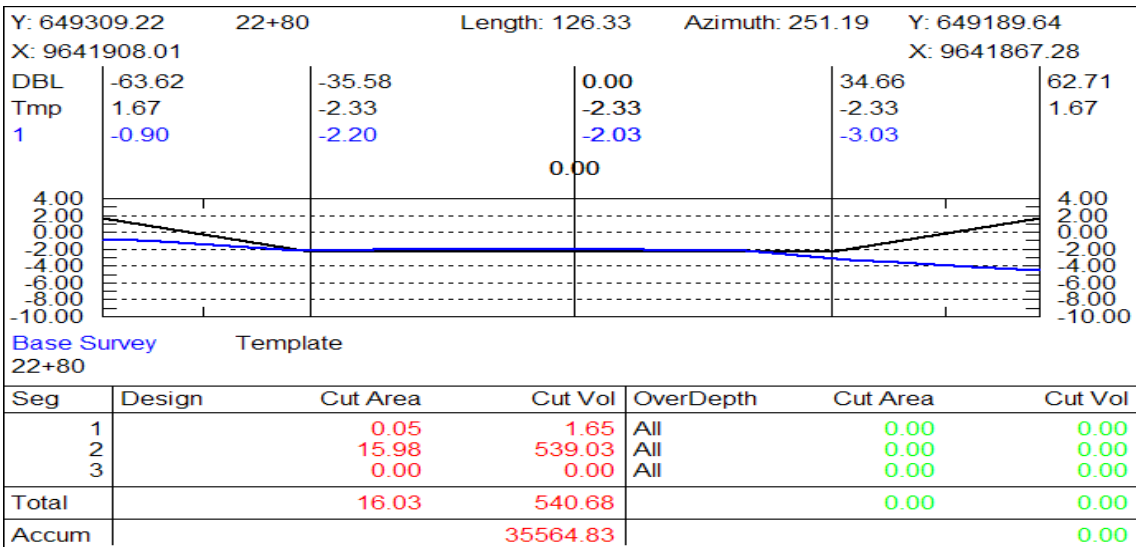 Y: 649309.22 22+80 Length: 126.33 Azimuth: 251.19 Y: 649189.64
X: 9641908.01 X: 9641867.28
DBL -63.62 -35.58 0.00 34.66 62.71
Tmp 1.67 -2.33 -2.33 -2.33 1.67
1 -0.90 -2.20 -2.03 -3.03
0.00
4.00 4.00
2.00 2.00
0.00 0.00
-2.00 -2.00
-4.00 -4.00
-6.00 -6.00
-8.00 -8.00
-10.00 -10.00
Base Survey Template
22+80
Seg Design Cut Area Cut Vol OverDepth Cut Area Cut Vol
1 0.05 1.65 All 0.00 0.00
2 15.98 539.03 All 0.00 0.00
3 0.00 0.00 All 0.00 0.00
Total 16.03 540.68 0.00 0.00
Accum 35564.83 0.00